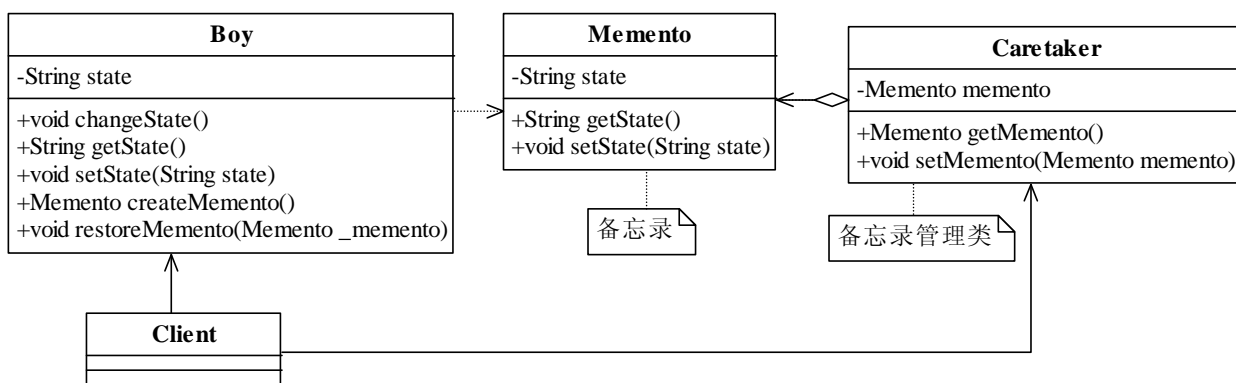 Boy
-String state
+void changeState()
+String getState()
+void setState(String state)
+Memento createMemento()
+void restoreMemento(Memento _memento)
Memento
-String state
+String getState()
+void setState(String state)
备忘录
Caretaker
-Memento memento
+Memento getMemento()
+void setMemento(Memento memento)
备忘录管理类
Client